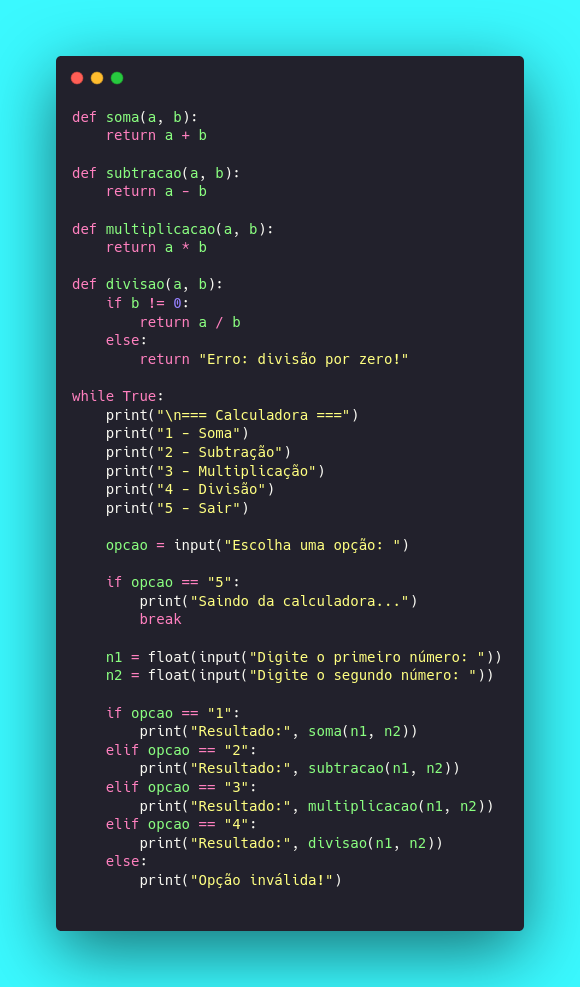 def soma(a, b):
    return a + b

def subtracao(a, b):
    return a - b

def multiplicacao(a, b):
    return a * b

def divisao(a, b):
    if b != 0:
        return a / b
    else:
        return "Erro: divisão por zero!"

while True:
    print("\n=== Calculadora ===")
    print("1 - Soma")
    print("2 - Subtração")
    print("3 - Multiplicação")
    print("4 - Divisão")
    print("5 - Sair")

    opcao = input("Escolha uma opção: ")

    if opcao == "5":
        print("Saindo da calculadora...")
        break

    n1 = float(input("Digite o primeiro número: "))
    n2 = float(input("Digite o segundo número: "))

    if opcao == "1":
        print("Resultado:", soma(n1, n2))
    elif opcao == "2":
        print("Resultado:", subtracao(n1, n2))
    elif opcao == "3":
        print("Resultado:", multiplicacao(n1, n2))
    elif opcao == "4":
        print("Resultado:", divisao(n1, n2))
    else:
        print("Opção inválida!")